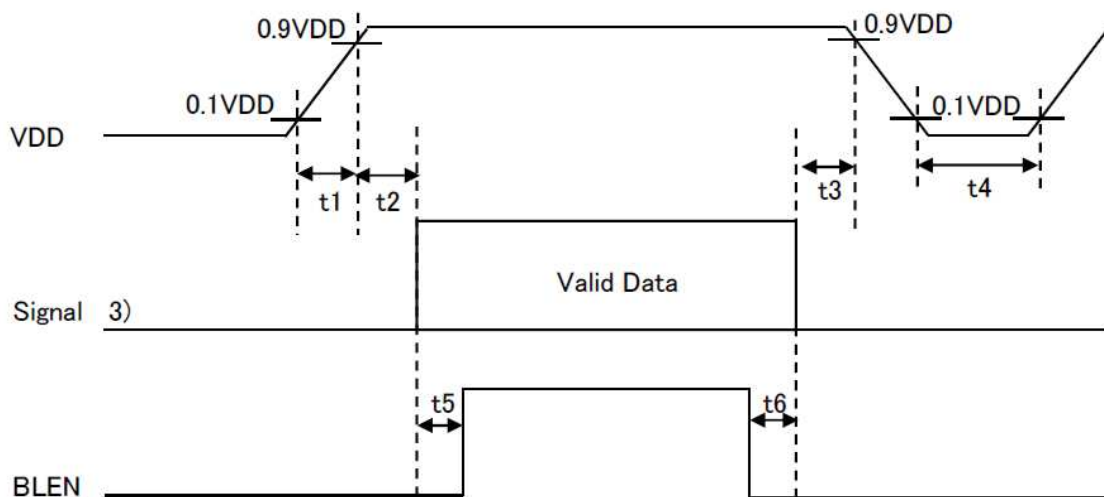 0.9VDD
0.9VDD
0.1VDD
0.1VDD
VDD
t1
t2
t3
t4
Valid Data
Signal 3)
t5
t6
BLEN